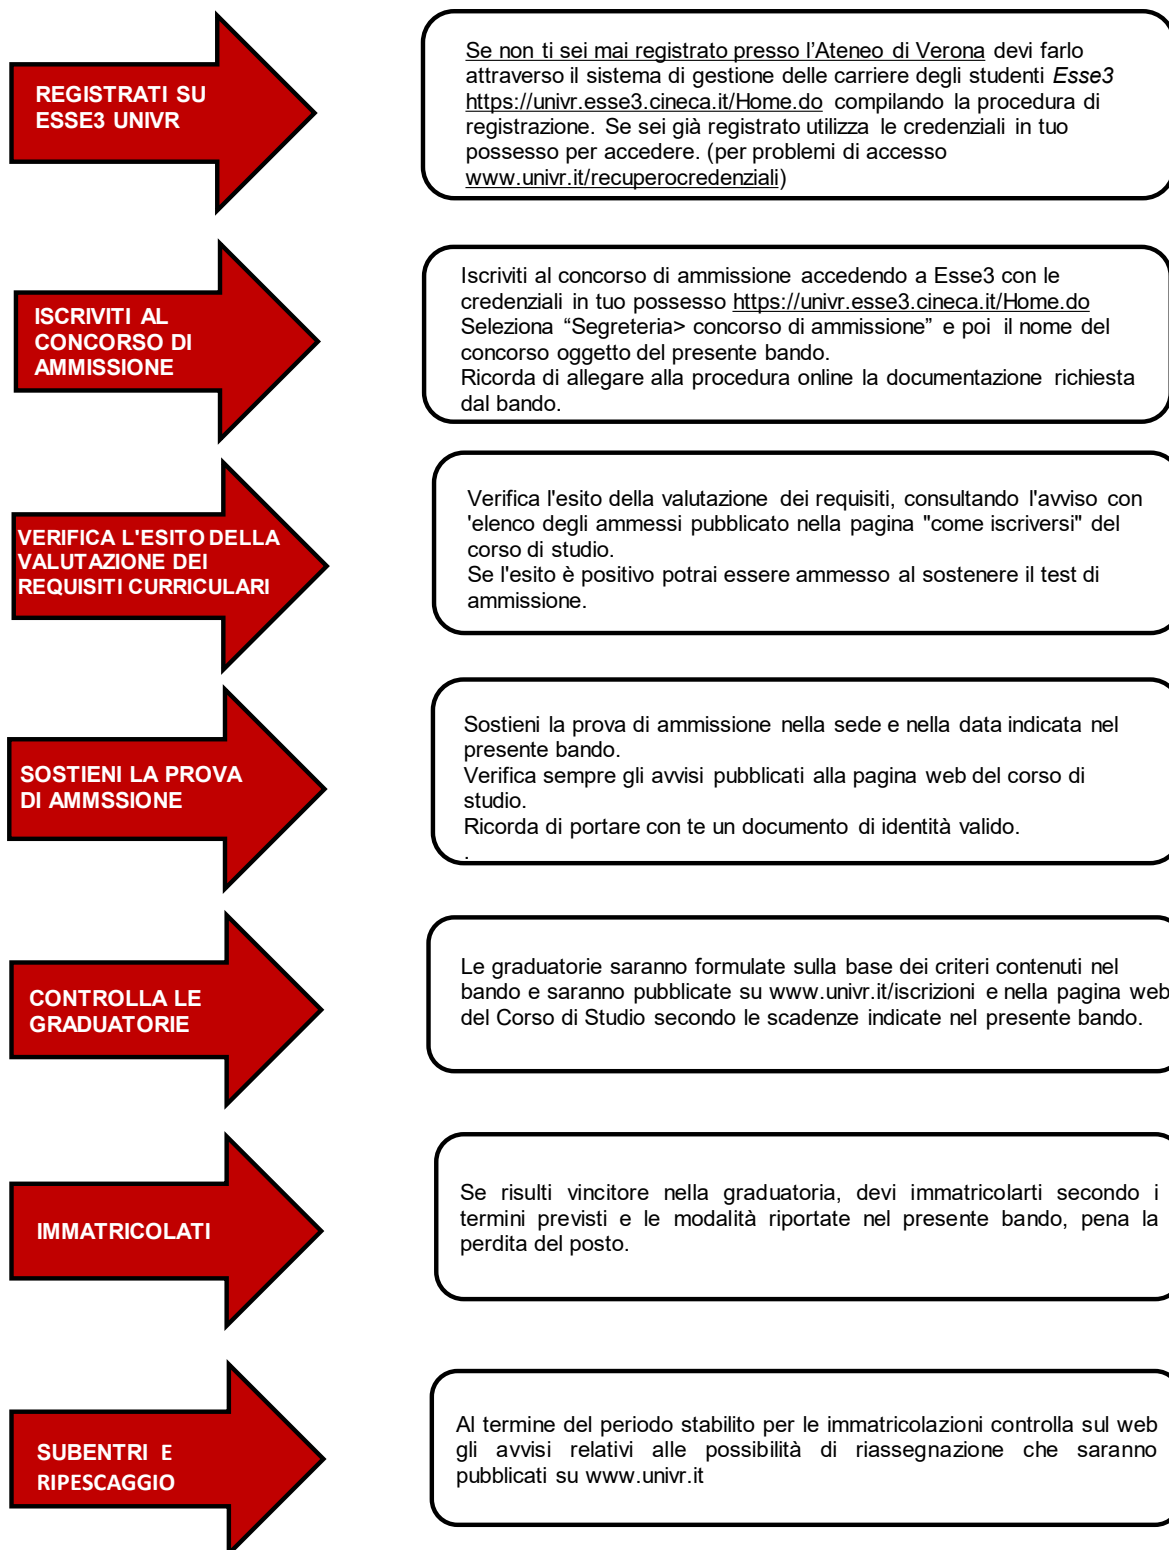 REGISTRATI SU
ESSE3 UNIVR
Se non ti sei mai registrato presso l'Ateneo di Verona devi farlo
attraverso il sistema di gestione delle carriere degli studenti Esse3
https://univr.esse3.cineca.it/Home.do compilando la procedura di
registrazione. Se sei già registrato utilizza le credenziali in tuo
possesso per accedere. (per problemi di accesso
www.univr.it/recuperocredenziali)
ISCRIVITI AL
CONCORSO DI
AMMISSIONE
Iscriviti al concorso di ammissione accedendo a Esse3 con le
credenziali in tuo possesso https://univr.esse3.cineca.it/Home.do
Seleziona “Segreteria> concorso di ammissione” e poi il nome del
concorso oggetto del presente bando.
Ricorda di allegare alla procedura online la documentazione richiesta
dal bando.
VERIFICA L'ESITO DELLA
VALUTAZIONE DEI
REQUISITI CURRICULARI
Verifica l'esito della valutazione dei requisiti, consultando l'avviso con
'elenco degli ammessi pubblicato nella pagina "come iscriversi" del
corso di studio.
Se l'esito è positivo potrai essere ammesso al sostenere il test di
ammissione.
SOSTIENI LA PROVA
DI AMMSSIONE
Sostieni la prova di ammissione nella sede e nella data indicata nel
presente bando.
Verifica sempre gli avvisi pubblicati alla pagina web del corso di
studio.
Ricorda di portare con te un documento di identità valido.
.
CONTROLLA LE
GRADUATORIE
Le graduatorie saranno formulate sulla base dei criteri contenuti nel
bando e saranno pubblicate su www.univr.it/iscrizioni e nella pagina web
del Corso di Studio secondo le scadenze indicate nel presente bando.
IMMATRICOLATI
Se risulti vincitore nella graduatoria, devi immatricolarti secondo i
termini previsti e le modalità riportate nel presente bando, pena la
perdita del posto.
SUBENTRI E
RIPESCAGGIO
Al termine del periodo stabilito per le immatricolazioni controlla sul web
gli avvisi relativi alle possibilità di riassegnazione che saranno
pubblicati su www.univr.it